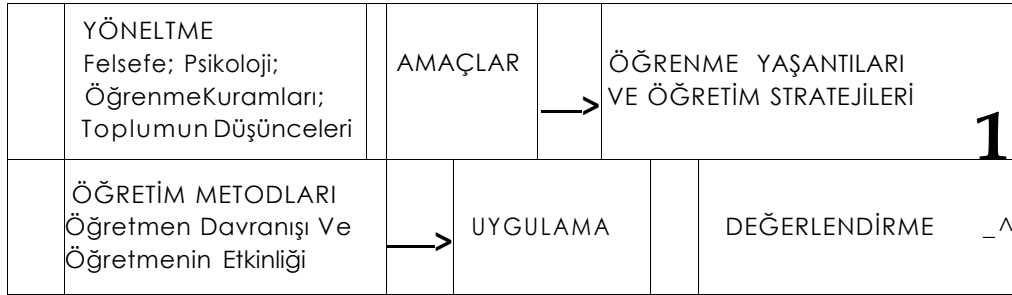 YÖNELTME
Felsefe; Psikoloji;
ÖğrenmeKuramları;
Toplumun Düşünceleri
AMAÇLAR
ÖĞRENME YAŞANTILARI
VE ÖĞRETİM STRATEJİLERİ
1
ÖĞRETİM METODLARI
Öğretmen Davranışı Ve
Öğretmenin Etkinliği
UYGULAMA
DEĞERLENDİRME _^